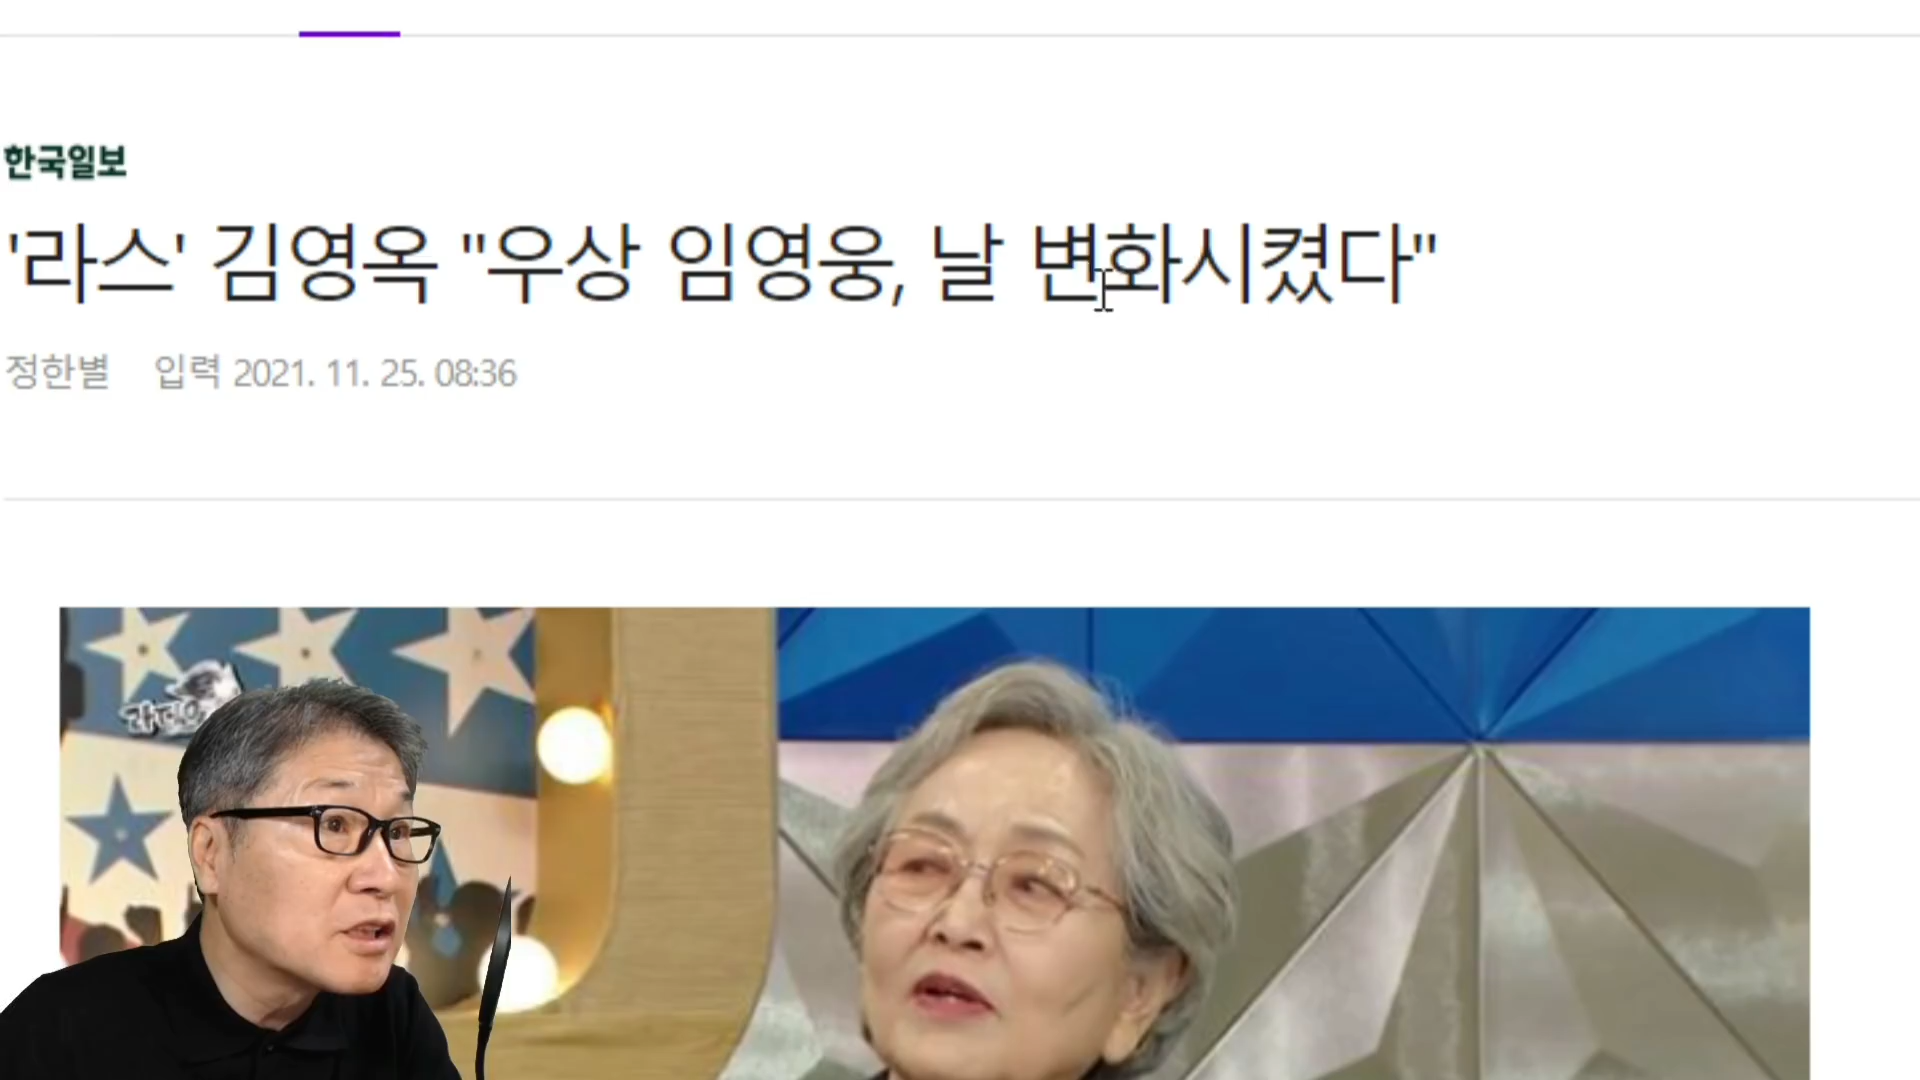 한국일보
'라스' 김영옥 "우상 임영웅, 날 변화시켰다"
정한별 입력 2021. 11. 25. 08:36